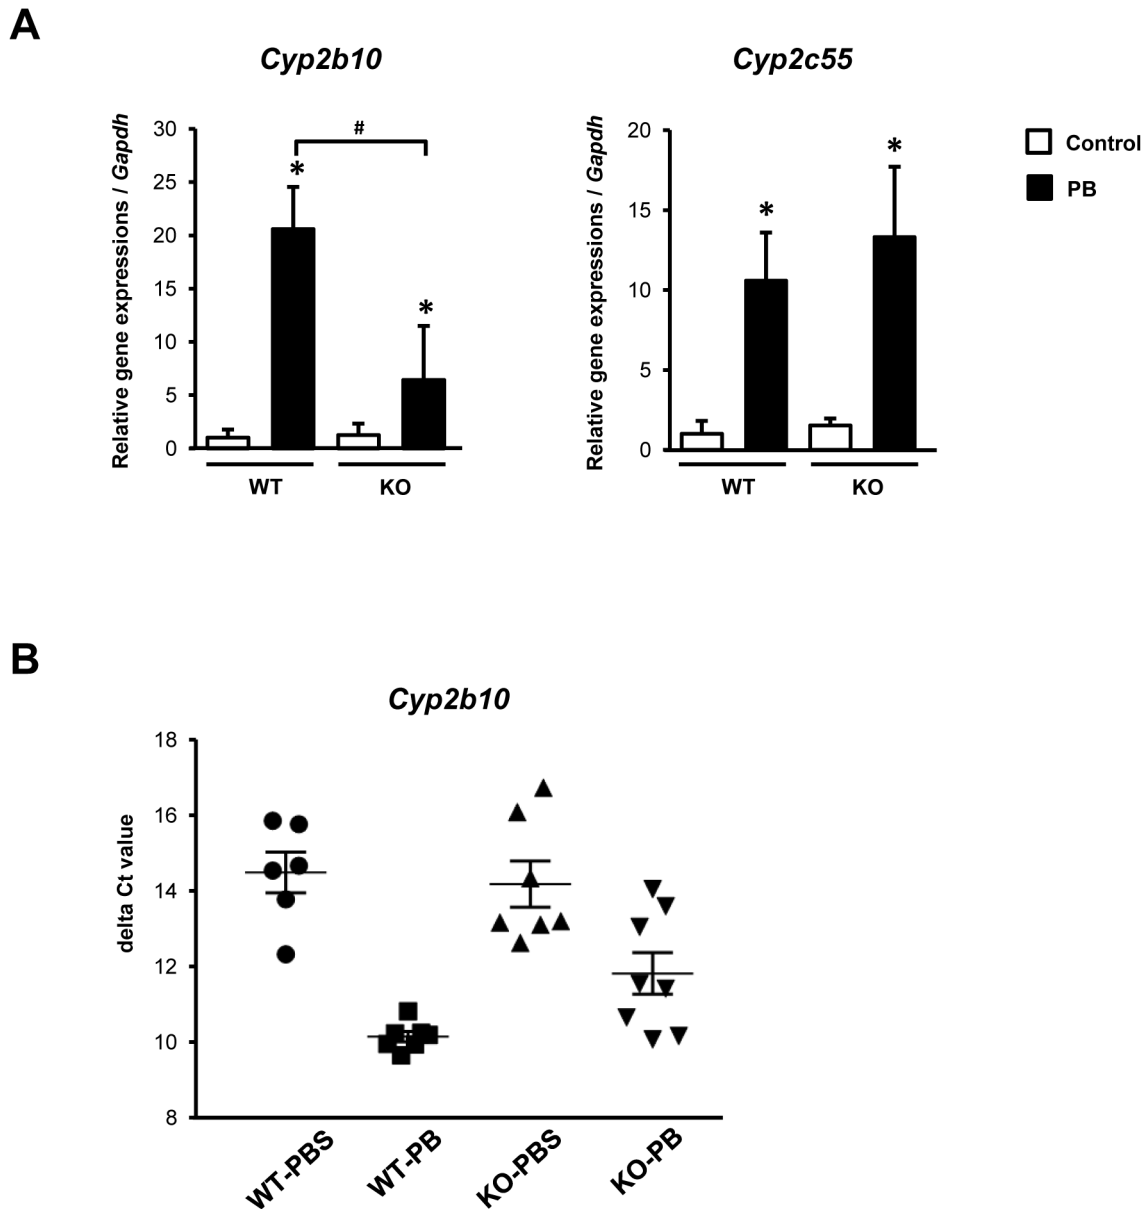 A
Cyp2b10
Relative gene expressions / Gapdh
30
25
20
15
10
5
0
#
*
*
WT
KO
Cyp2c55
Relative gene expressions / Gapdh
20
15
10
5
0
*
*
WT
KO
Control
PB
B
Cyp2b10
delta Ct value
18
16
14
12
10
8
WT-PBS
WT-PB
KO-PBS
KO-PB